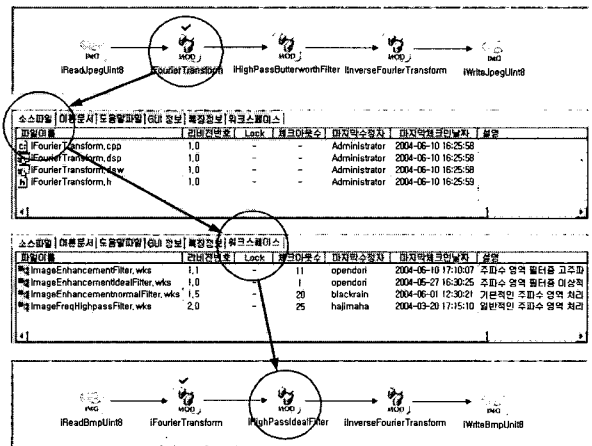 IMG MOD MOD MOD IMG
iReadJpegUint8 iFourierTransform iHighPassButterworthFilter iInverseFourierTransform iWriteJpegUint8
소스파일 이론문서 도움말파일 GUI 정보 특징정보 워크스페이스
파일이름 리비전번호 Lock 체크아웃수 마지막수정자 마지막체크인날짜 설명
IFourierTransform.cpp 1,0 - - Administrator 2004-06-10 16:25:58
IFourierTransform.dsp 1,0 - - Administrator 2004-06-10 16:25:58
IFourierTransform.dsw 1,0 - - Administrator 2004-06-10 16:25:58
IFourierTransform.h 1,0 - - Administrator 2004-06-10 16:25:59
소스파일 이론문서 도움말파일 GUI 정보 특징정보 워크스페이스
파일이름 리비전번호 Lock 체크아웃수 마지막수정자 마지막체크인날짜 설명
ImageEnhancementFilter.wks 1,1 - 11 opendori 2004-06-10 17:10:07 주파수 영역 필터중 고주파
ImageEnhancementIdealFilter.wks 1,0 - 1 opendori 2004-05-27 16:30:25 주파수 영역 필터중 이상적
ImageEnhancementnormalFilter.wks 1,5 - 20 blackrain 2004-06-01 12:30:21 기본적인 주파수 영역 처리
ImageFreqHighpassFilter.wks 2,0 - 25 hajimaha 2004-03-20 17:15:10 일반적인 주파수 영역 처리
IMG MOD MOD MOD IMG
iReadBmpUint8 iFourierTransform iHighPassIdealFilter iInverseFourierTransform iWriteBmpUint8